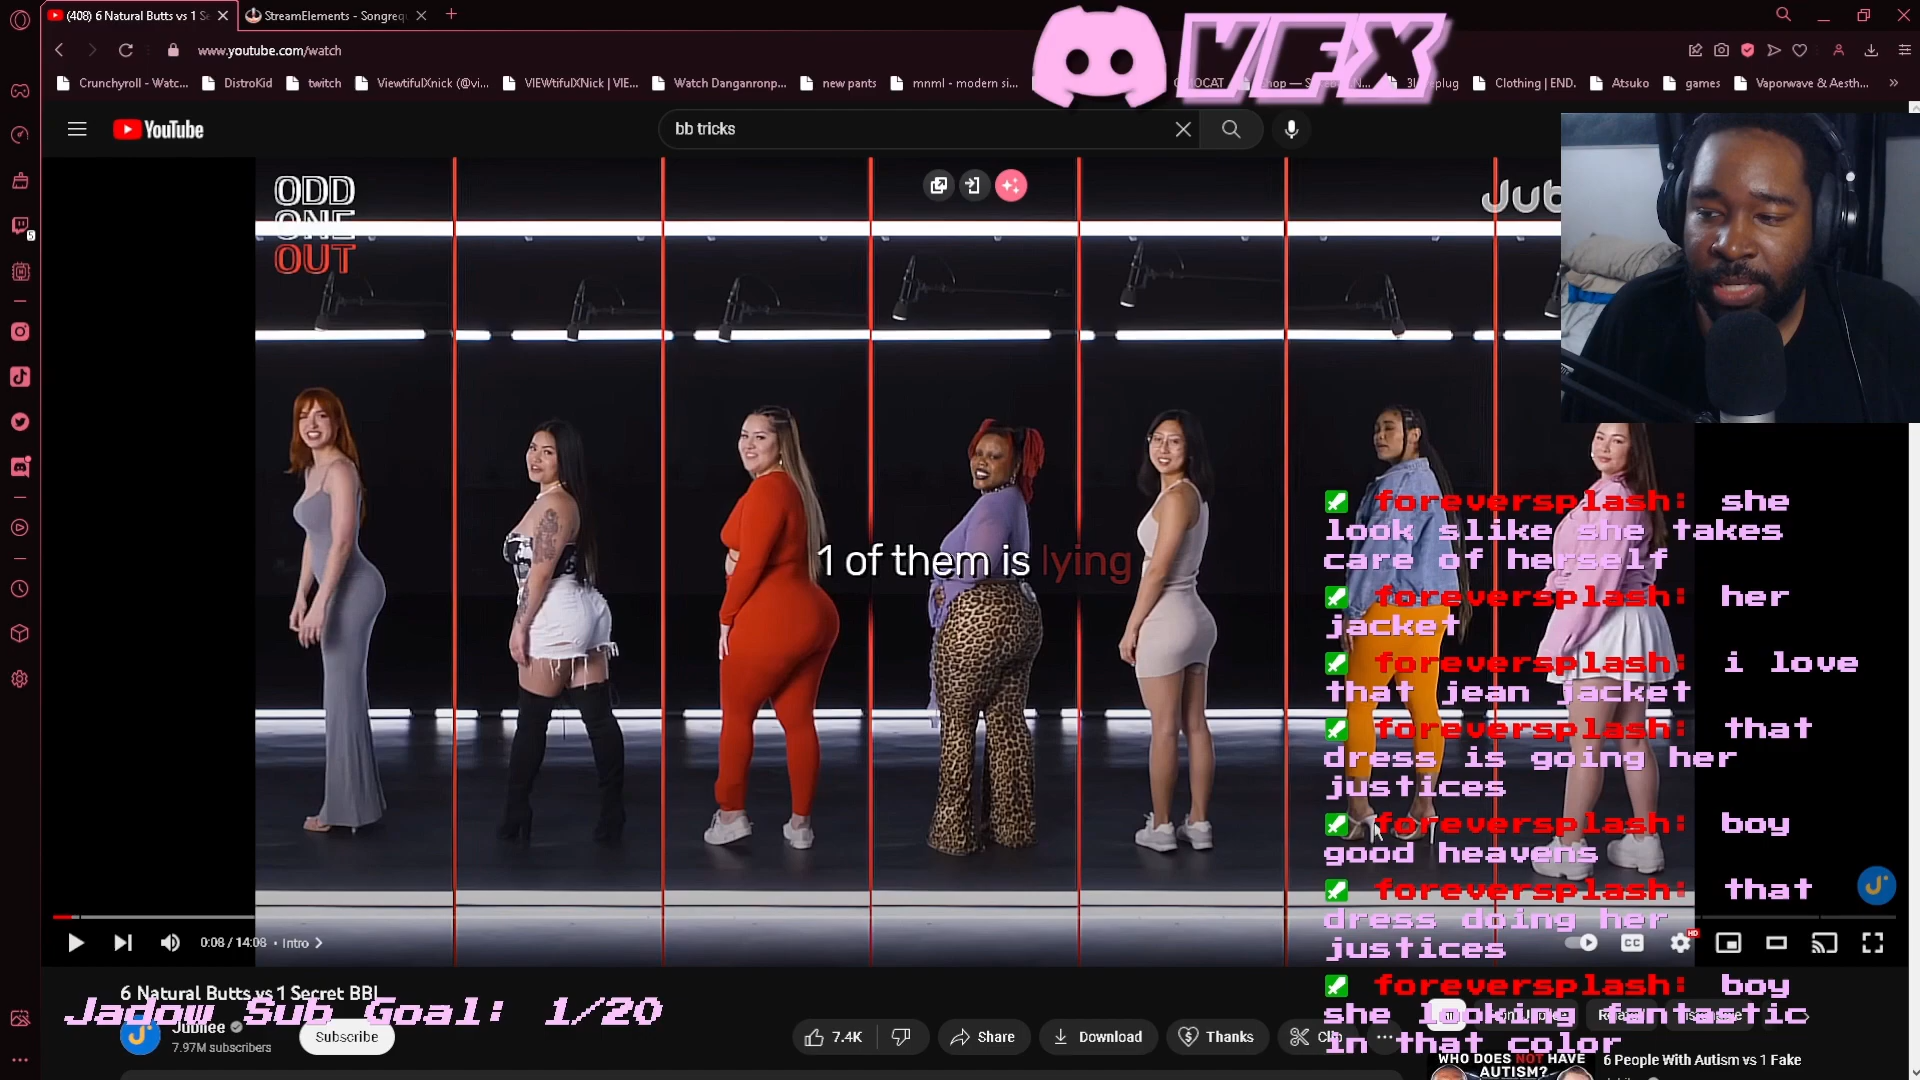 (408) 6 Natural Butts vs 1 S
StreamElements - Songrequ
www.youtube.com/watch
VFX
Crunchyroll - Watc...
DistroKid
twitch
ViewtifulXnick (@vi...
VIEWtifulXNick | VIE...
Watch Danganronp...
new pants
mnml - modern si...
Clothing | END.
Atsuko
games
Vaporwave & Aesth...
YouTube
bb tricks
ODD
ONE
OUT
Jub
5
1 of them is lying
foreversplash: she
look slike she takes
care of herself
foreversplash: her
jacket
foreversplash: i love
that jean jacket
foreversplash: that
dress is going her
justices
foreversplash: boy
good heavens
foreversplash: that
dress doing her
justices
foreversplash: boy
she looking fantastic
in that color
0:08 / 14:08 • Intro
CC
HD
6 Natural Butts vs 1 Secret BBL
Jadow Sub Goal: 1/20
Jubilee
7.97M subscribers
Subscribe
7.4K
Share
Download
Thanks
WHO DOES NOT HAVE
AUTISM?
6 People With Autism vs 1 Fake